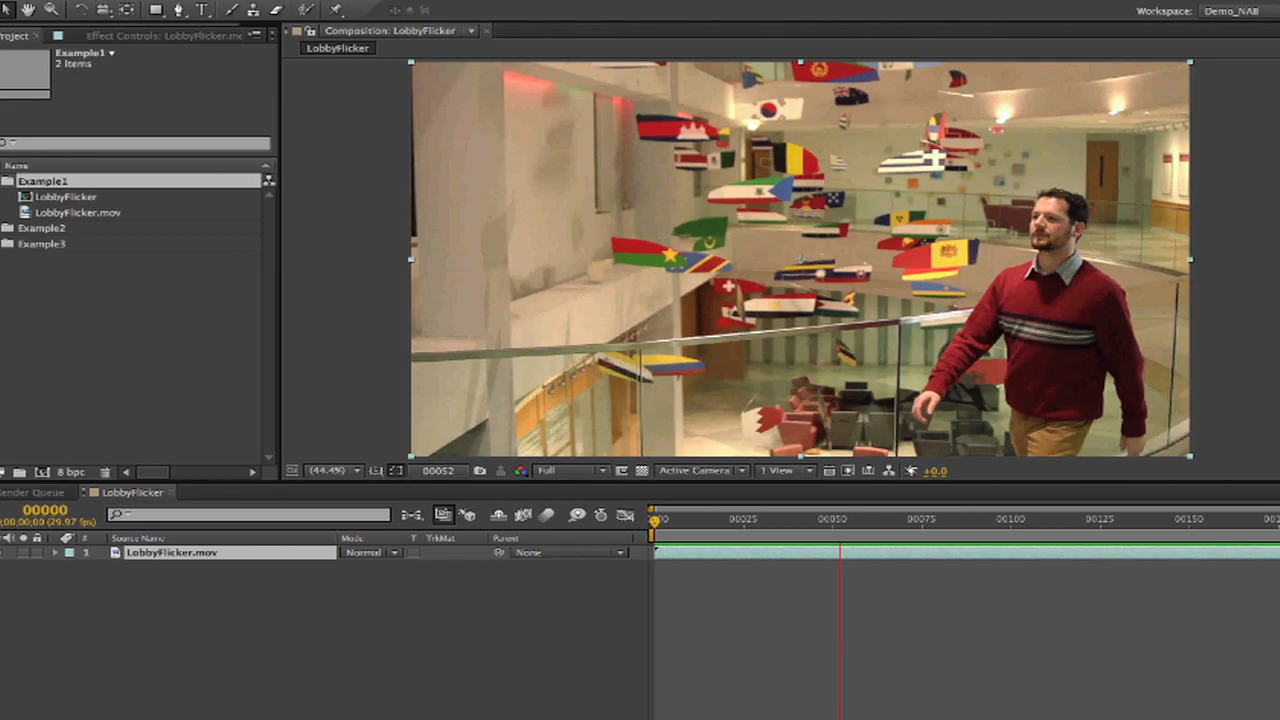 Workspace: Demo_NAB
Project Effect Controls: LobbyFlicker.mo
Composition: LobbyFlicker
LobbyFlicker
Example1
2 items
Name
Example1
LobbyFlicker
LobbyFlicker.mov
Example2
Example3
8 bpc
(44.4%) 00052 Full Active Camera 1 View +0.0
Render Queue LobbyFlicker
00000
0;00;00;00 (29.97 fps)
# Source Name Mode T TrkMat Parent
1 LobbyFlicker.mov Normal None
00 00025 00050 00075 00100 00125 00150